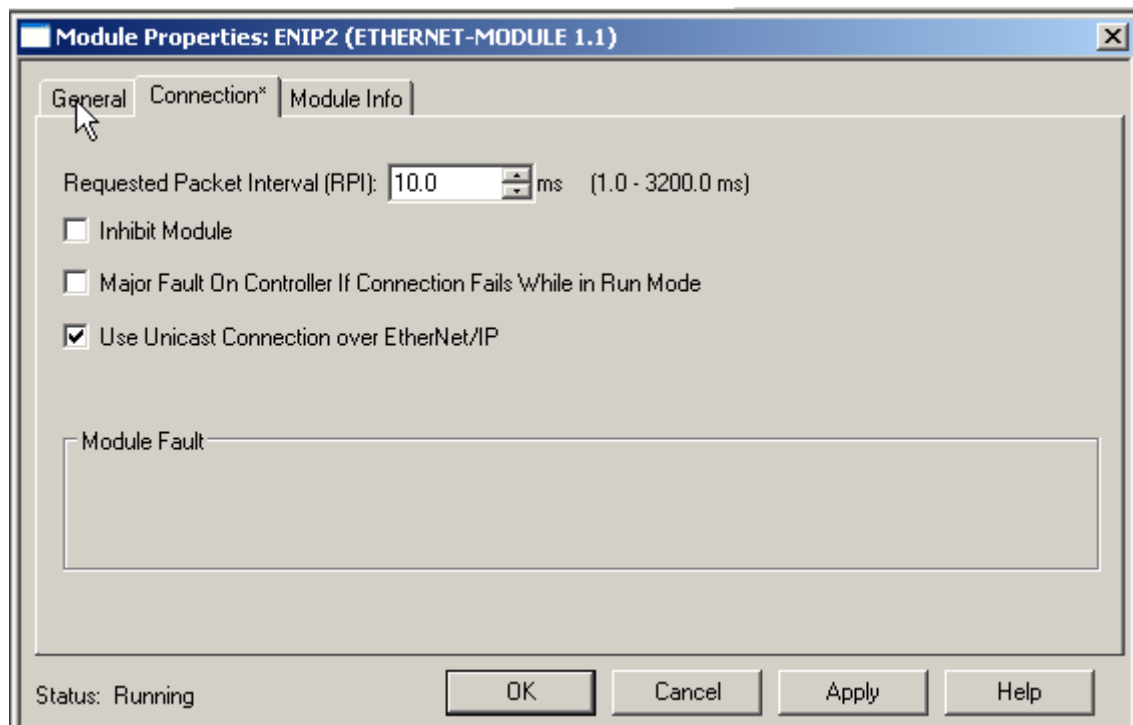 Module Properties: ENIP2 (ETHERNET-MODULE 1.1)
General Connection* Module Info
Requested Packet Interval (RPI): 10.0 ms (1.0 - 3200.0 ms)
Inhibit Module
Major Fault On Controller If Connection Fails While in Run Mode
Use Unicast Connection over EtherNet/IP
Module Fault
Status: Running OK Cancel Apply Help